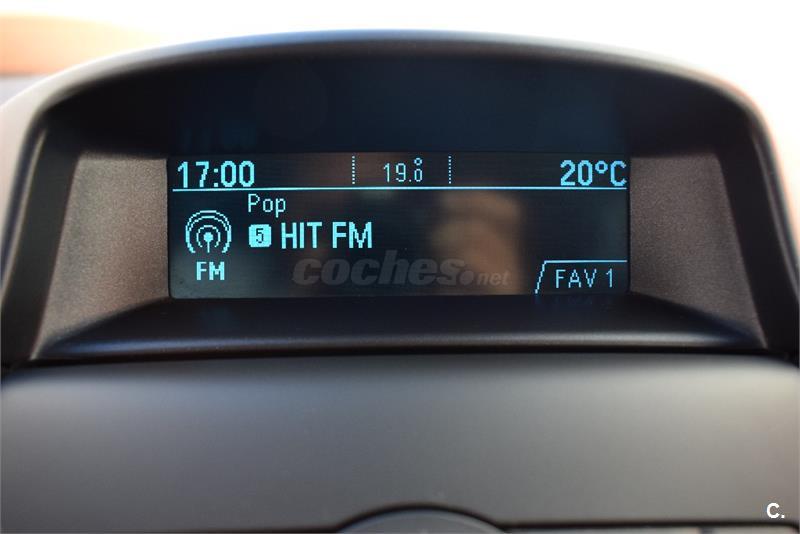 17:00 19.8 20°C
Pop
5 HIT FM
FM
coches.net
FAV 1
C.